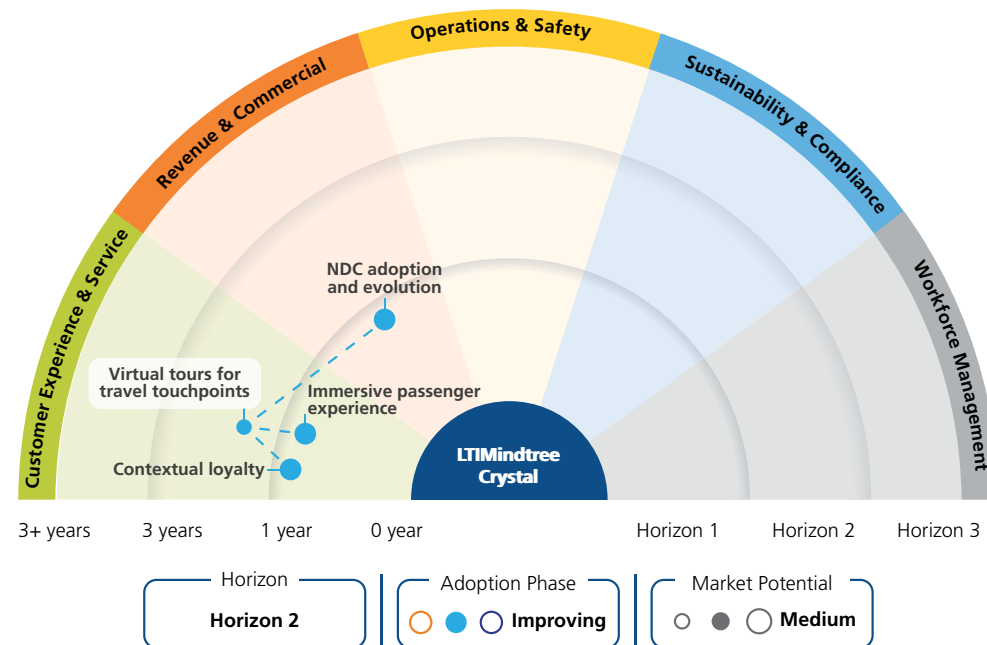 Operations & Safety
Revenue & Commercial
Sustainability & Compliance
Customer Experience & Service
Workforce Management
NDC adoption
and evolution
Virtual tours for
travel touchpoints
Immersive passenger
experience
Contextual loyalty
LTIMindtree
Crystal
3+ years
3 years
1 year
0 year
Horizon 1
Horizon 2
Horizon 3
Horizon
Horizon 2
Adoption Phase
Improving
Market Potential
Medium